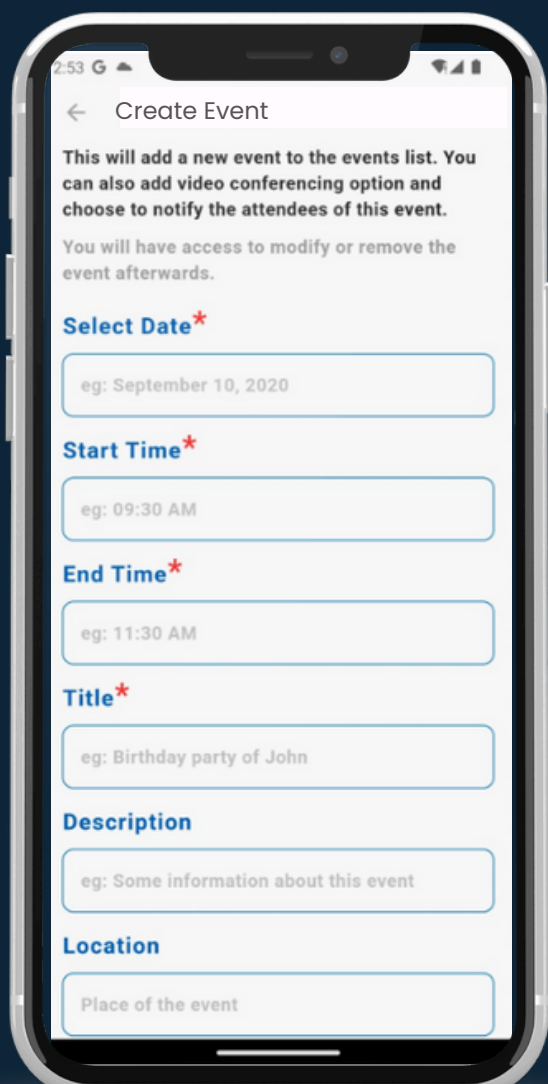 2:53 G
Create Event
This will add a new event to the events list. You
can also add video conferencing option and
choose to notify the attendees of this event.
You will have access to modify or remove the
event afterwards.
Select Date*
eg: September 10, 2020
Start Time*
eg: 09:30 AM
End Time*
eg: 11:30 AM
Title*
eg: Birthday party of John
Description
eg: Some information about this event
Location
Place of the event